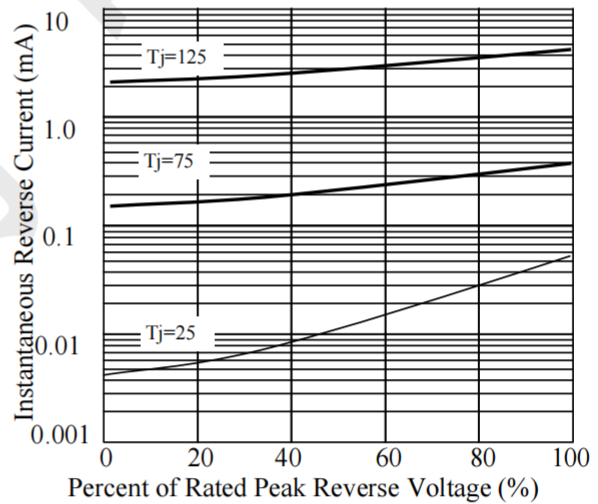 Instantaneous Reverse Current (mA)
10
1.0
0.1
0.01
0.001
Tj=125
Tj=75
Tj=25
0 20 40 60 80 100
Percent of Rated Peak Reverse Voltage (%)